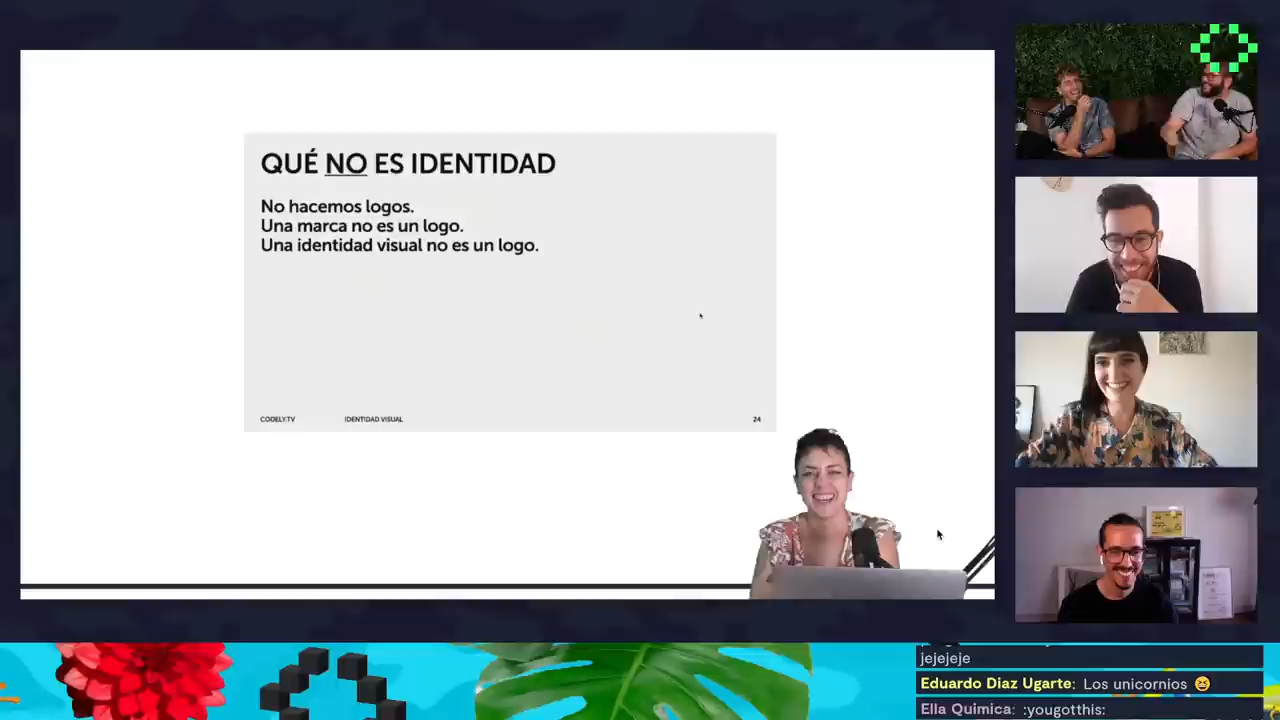 QUÉ NO ES IDENTIDAD
No hacemos logos.
Una marca no es un logo.
Una identidad visual no es un logo.
CODELY.TV IDENTIDAD VISUAL 24
jejejeje
Eduardo Diaz Ugarte: Los unicornios 😆
Ella Quimica: :yougotthis: